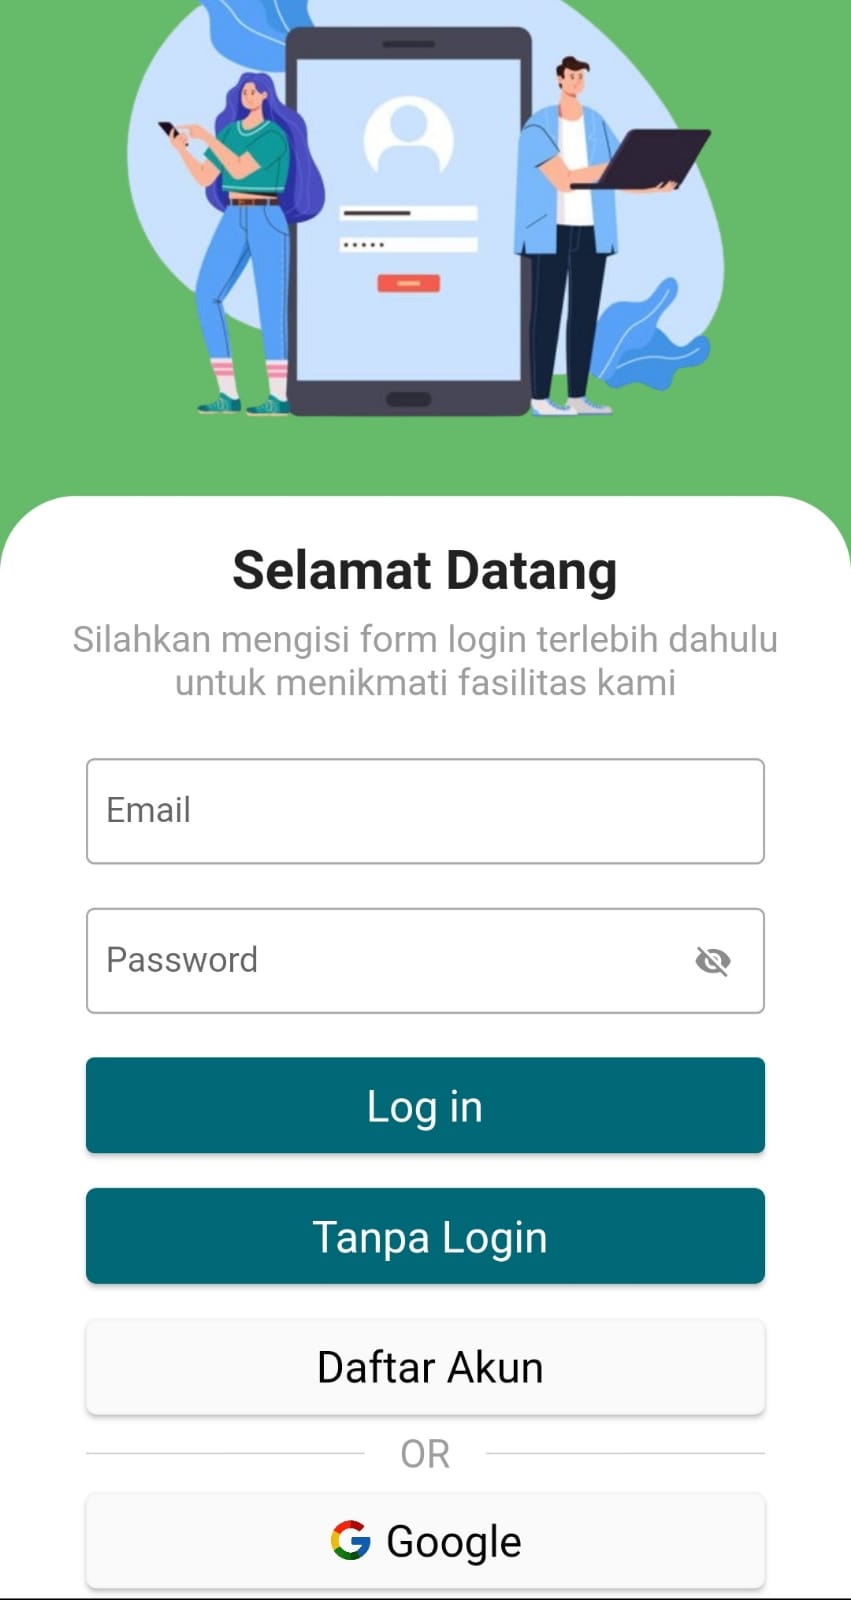 Selamat Datang
Silahkan mengisi form login terlebih dahulu
untuk menikmati fasilitas kami
Email
Password
Log in
Tanpa Login
Daftar Akun
OR
Google